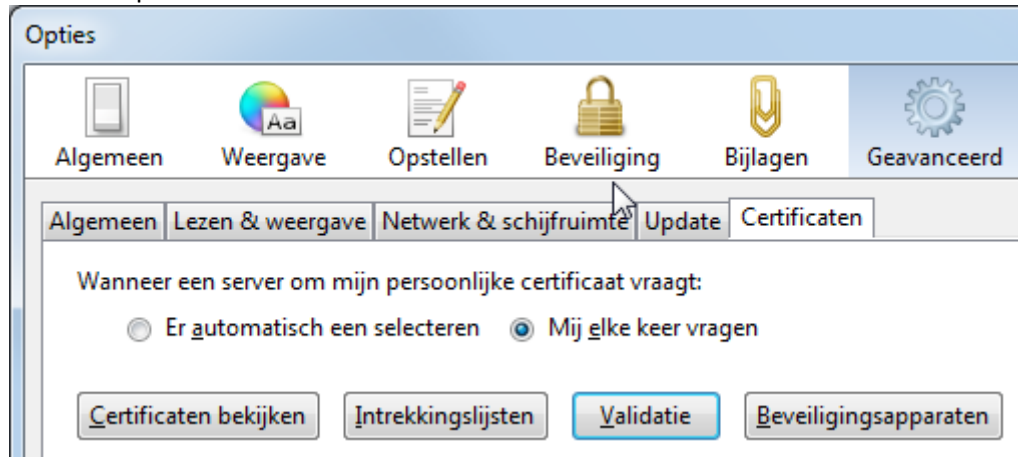 Opties
Aa
Algemeen Weergave Opstellen Beveiliging Bijlagen Geavanceerd
Algemeen Lezen & weergave Netwerk & schijfruimte Update Certificaten
Wanneer een server om mijn persoonlijke certificaat vraagt:
Er automatisch een selecteren Mij elke keer vragen
Certificaten bekijken Intrekkingslijsten Validatie Beveiligingsapparaten